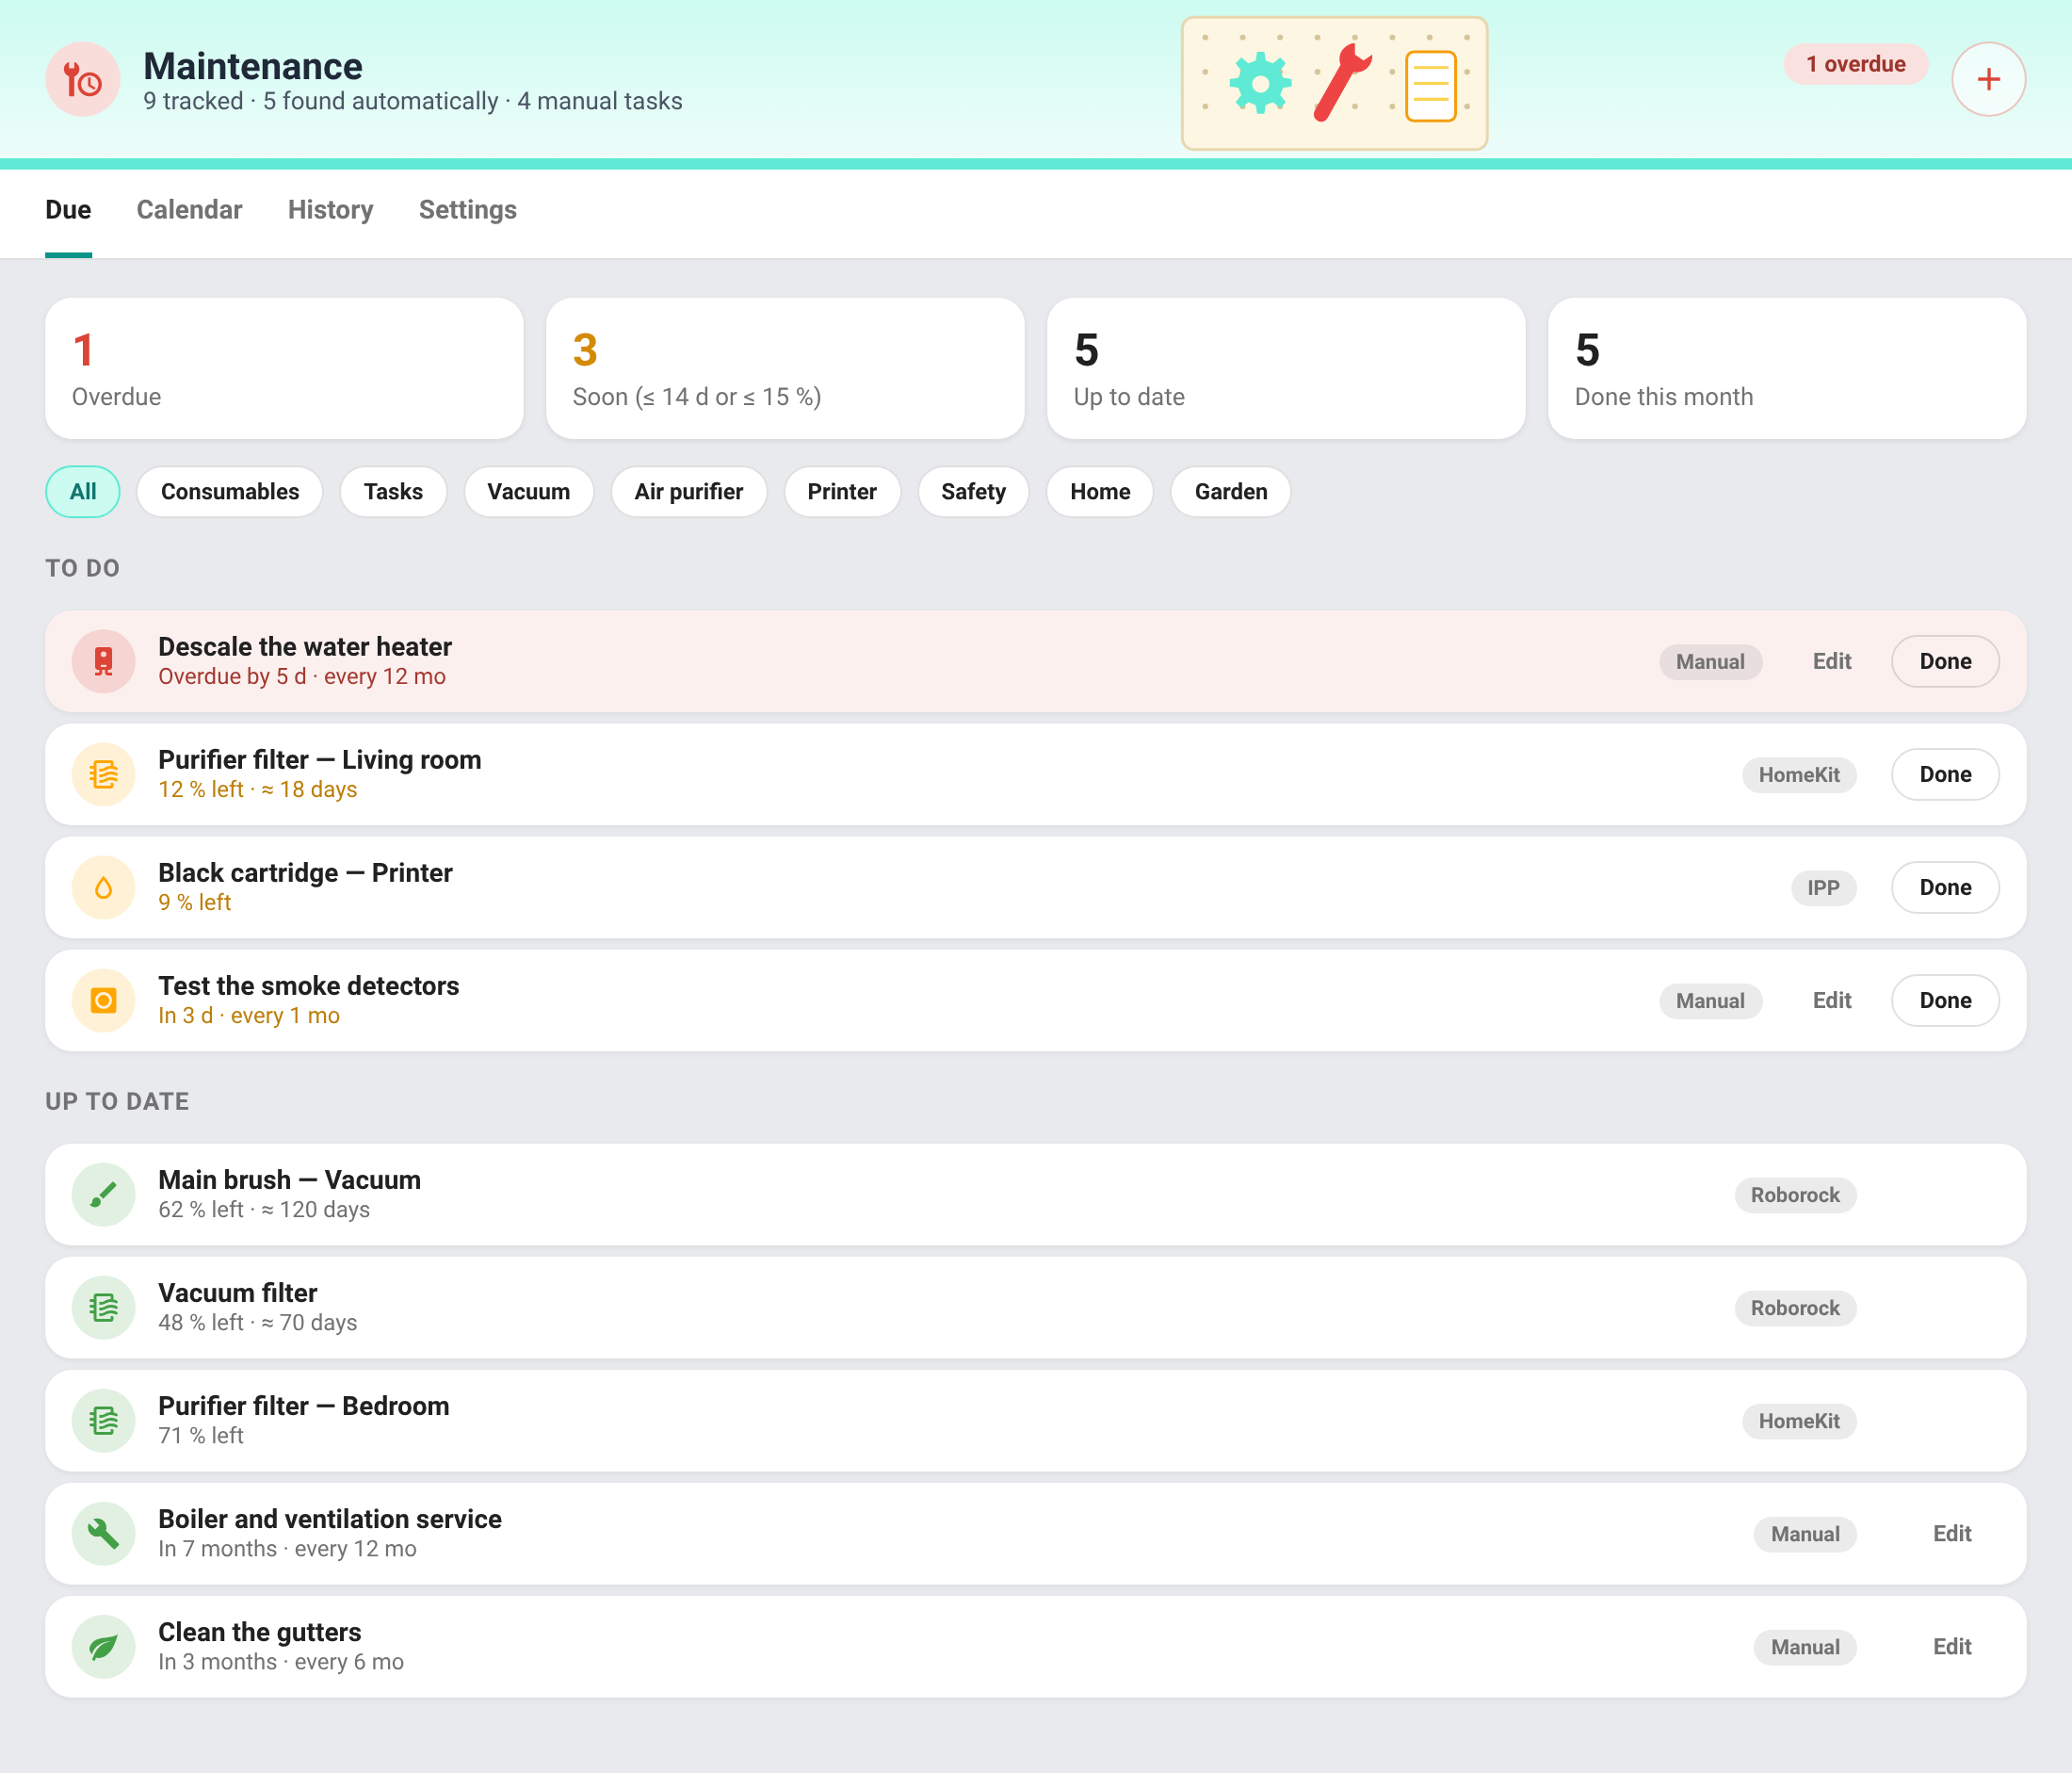 Maintenance
9 tracked · 5 found automatically · 4 manual tasks
1 overdue
Due
Calendar
History
Settings
1
Overdue
3
Soon (≤ 14 d or ≤ 15 %)
5
Up to date
5
Done this month
All
Consumables
Tasks
Vacuum
Air purifier
Printer
Safety
Home
Garden
TO DO
Descale the water heater
Overdue by 5 d · every 12 mo
Manual
Edit
Done
Purifier filter — Living room
12 % left · ≈ 18 days
HomeKit
Done
Black cartridge — Printer
9 % left
IPP
Done
Test the smoke detectors
In 3 d · every 1 mo
Manual
Edit
Done
UP TO DATE
Main brush — Vacuum
62 % left · ≈ 120 days
Roborock
Vacuum filter
48 % left · ≈ 70 days
Roborock
Purifier filter — Bedroom
71 % left
HomeKit
Boiler and ventilation service
In 7 months · every 12 mo
Manual
Edit
Clean the gutters
In 3 months · every 6 mo
Manual
Edit